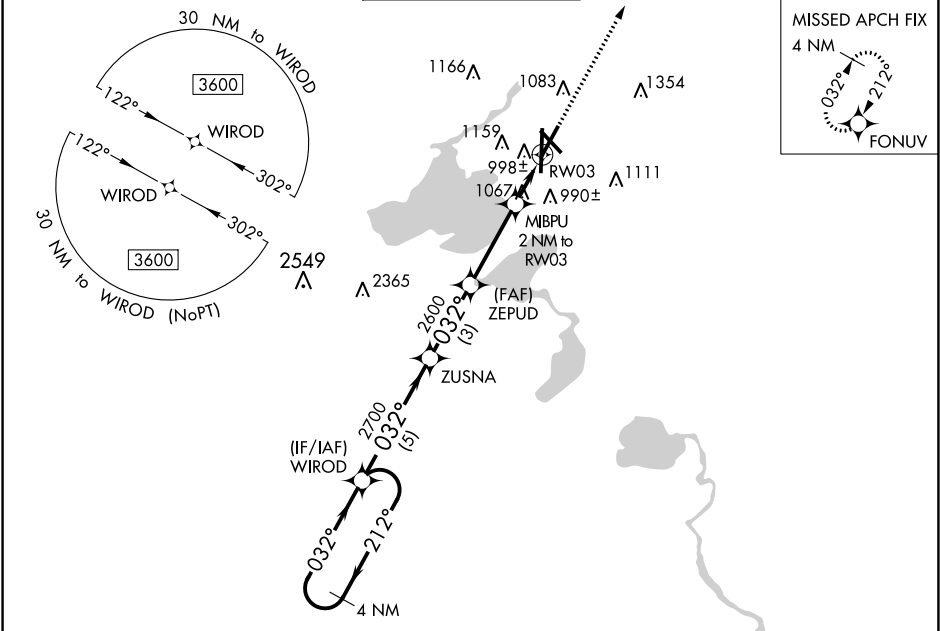 30 NM to WIROD
3600
122°
WIROD
302°
122°
WIROD
302°
3600
30 NM to WIROD (NoPT)
MISSED APCH FIX
4 NM
032°
212°
FONUV
1166
1083
1354
1159
998±
RW03
1111
1067
990±
MIBPU
2 NM to
RW03
2549
2365
(FAF)
ZEPUD
2600
032°
(3)
ZUSNA
2700
032°
(5)
(IF/IAF)
WIROD
032°
212°
4 NM